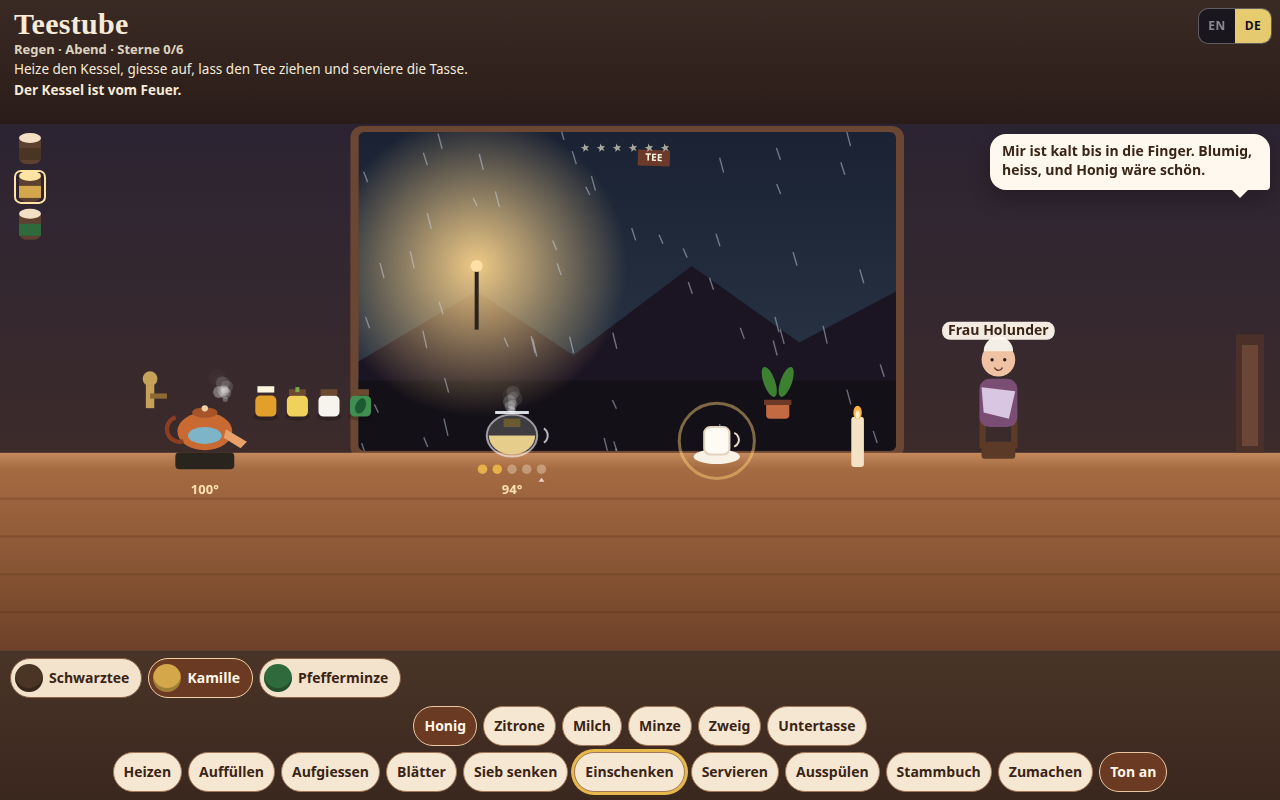 Teestube
EN DE
Regen · Abend · Sterne 0/6
Heize den Kessel, giesse auf, lass den Tee ziehen und serviere die Tasse.
Der Kessel ist vom Feuer.
TEE
Mir ist kalt bis in die Finger. Blumig,
heiss, und Honig wäre schön.
Frau Holunder
100°
94°
Schwarztee Kamille Pfefferminze
Honig Zitrone Milch Minze Zweig Untertasse
Heizen Auffüllen Aufgiessen Blätter Sieb senken Einschenken Servieren Ausspülen Stammbuch Zumachen Ton an